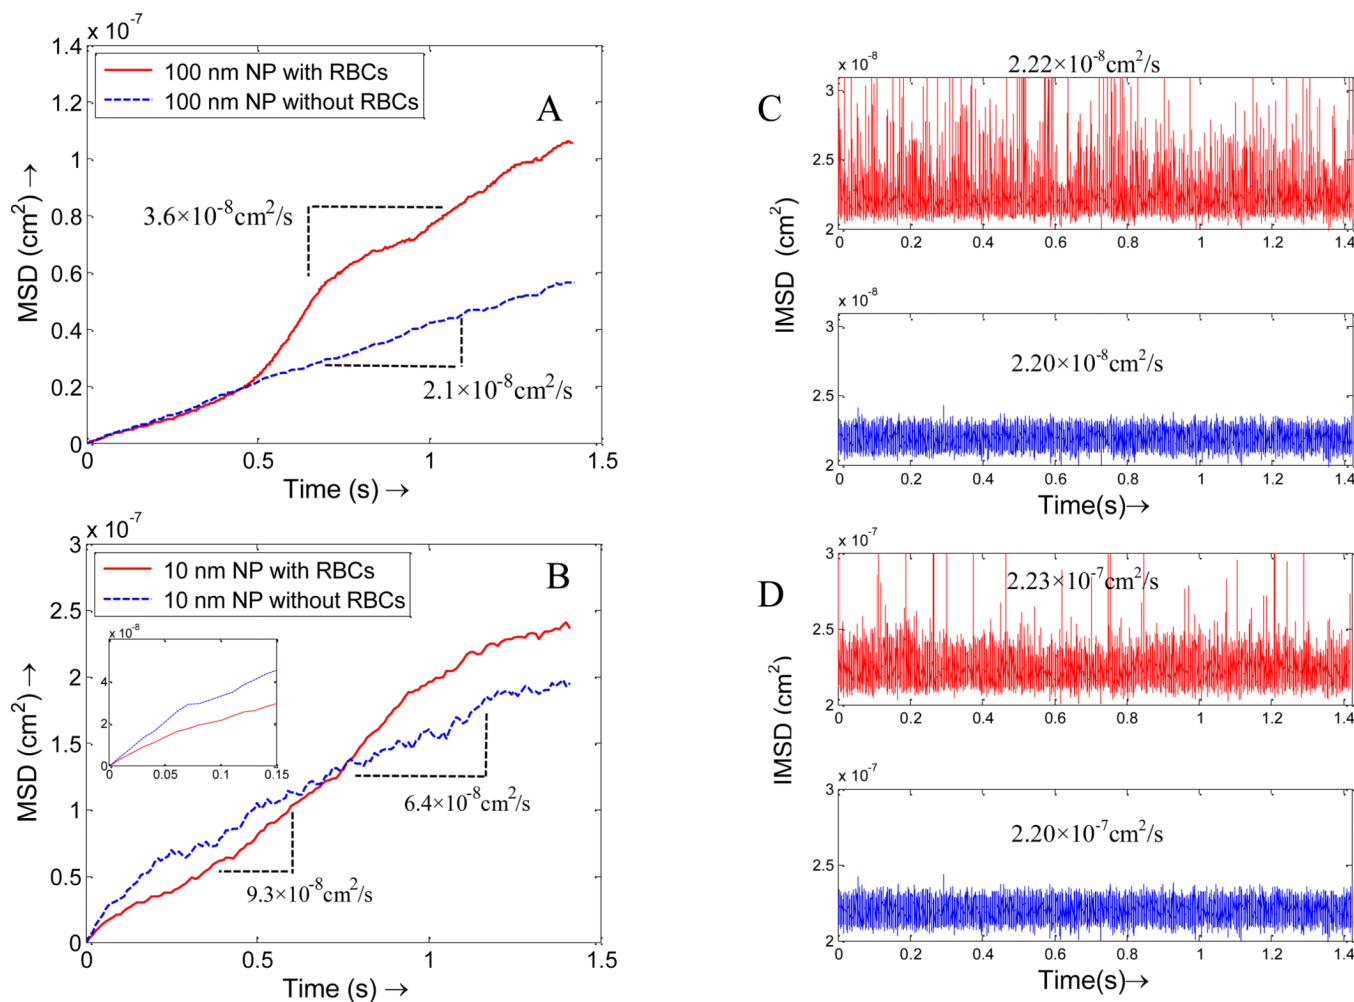 x 10-7
1.4
1.2
1
0.8
0.6
0.4
0.2
0
0 0.5 1 1.5
MSD (cm2) →
Time (s) →
100 nm NP with RBCs
100 nm NP without RBCs
A
3.6×10-8cm2/s
2.1×10-8cm2/s
x 10-7
3
2.5
2
1.5
1
0.5
0
0 0.5 1 1.5
MSD (cm2) →
Time (s) →
10 nm NP with RBCs
10 nm NP without RBCs
B
x 10-8
4
2
0
0 0.05 0.1 0.15
6.4×10-8cm2/s
9.3×10-8cm2/s
C
IMSD (cm2)
x 10-8
2.22×10-8cm2/s
3
2.5
2
0 0.2 0.4 0.6 0.8 1 1.2 1.4
x 10-8
3
2.20×10-8cm2/s
2.5
2
0 0.2 0.4 0.6 0.8 1 1.2 1.4
Time(s)→
D
IMSD (cm2)
x 10-7
3
2.23×10-7cm2/s
2.5
2
0 0.2 0.4 0.6 0.8 1 1.2 1.4
x 10-7
3
2.20×10-7cm2/s
2.5
2
0 0.2 0.4 0.6 0.8 1 1.2 1.4
Time(s)→